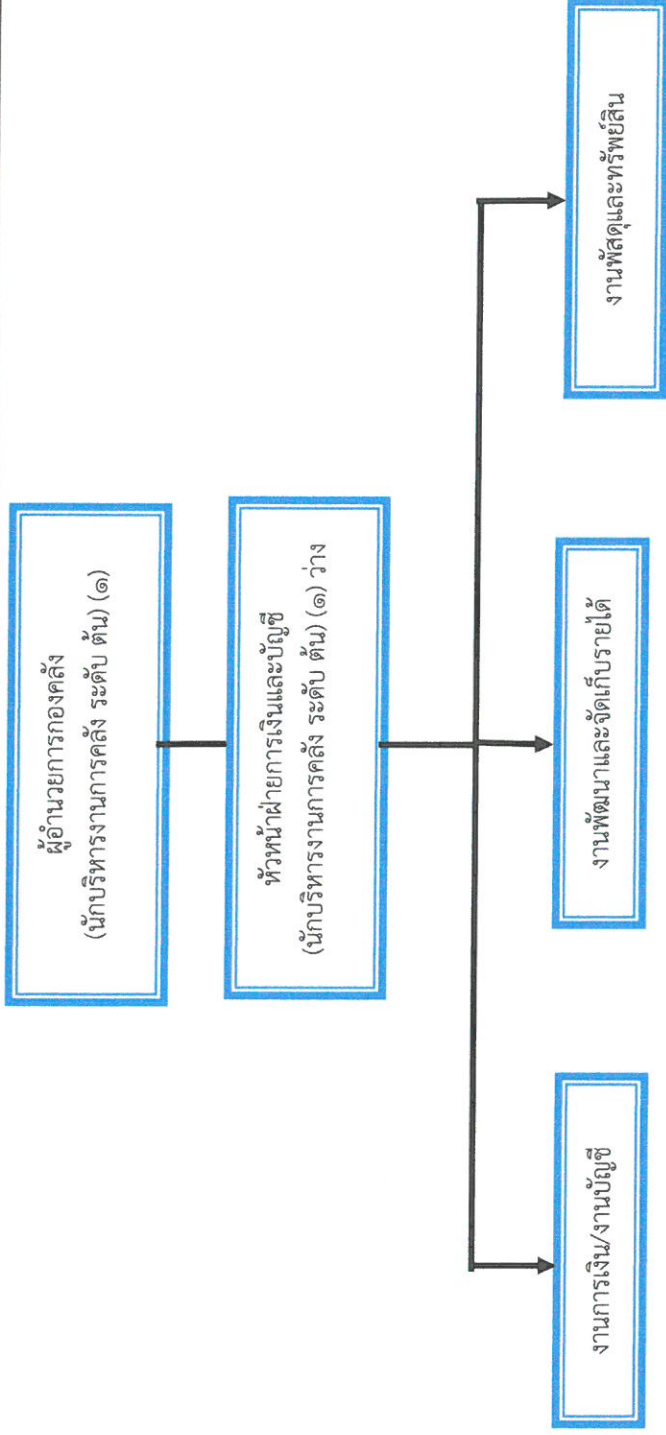 ผู้อำนวยการกองคลัง
(นักบริหารงานการคลัง ระดับ ต้น) (๑)
หัวหน้าฝ่ายการเงินและบัญชี
(นักบริหารงานการคลัง ระดับ ต้น) (๑) ว่าง
งานการเงิน/งานบัญชี
งานพัฒนาและจัดเก็บรายได้
งานพัสดุและทรัพย์สิน